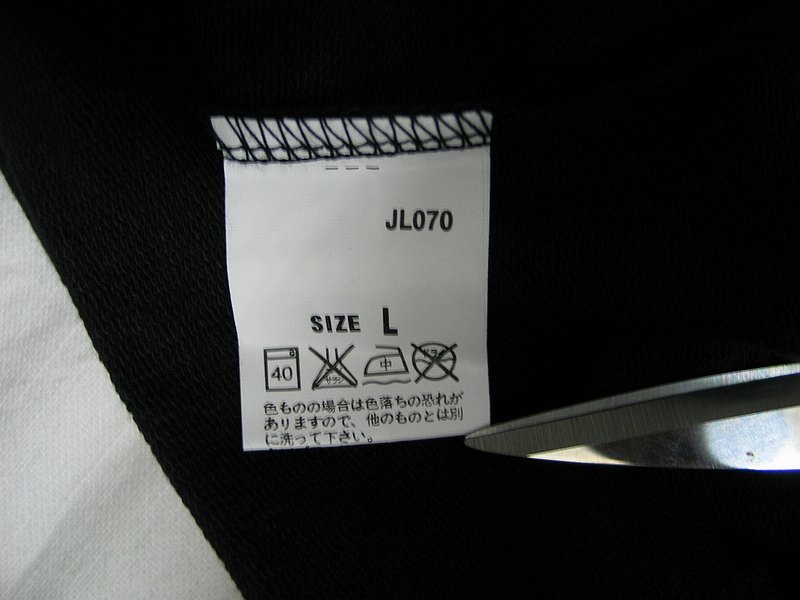 JL070
SIZE L
40 中
色ものの場合は色落ちの恐れが
ありますので、他のものとは別
に洗って下さい。